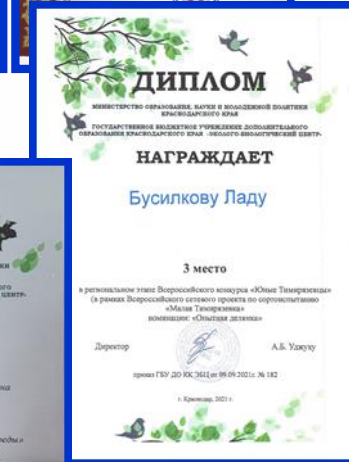 ДИПЛОМ
МИНИСТЕРСТВО ОБРАЗОВАНИЯ, НАУКИ И МОЛОДЕЖНОЙ ПОЛИТИКИ
КРАСНОДАРСКОГО КРАЯ
ГОСУДАРСТВЕННОЕ БЮДЖЕТНОЕ УЧРЕЖДЕНИЕ ДОПОЛНИТЕЛЬНОГО
ОБРАЗОВАНИЯ КРАСНОДАРСКОГО КРАЯ «ЭКОЛОГО-БИОЛОГИЧЕСКИЙ ЦЕНТР»
НАГРАЖДАЕТ
Бусилкову Ладу
3 место
в региональном этапе Всероссийского конкурса «Юные Тимирязевцы»
(в рамках Всероссийского сетевого проекта по сортоиспытанию
«Малая Тимирязевка»
номинация: «Опытная делянка»
Директор А.Б. Уджуху
приказ ГБУ ДО КК ЭБЦ от 09.09.2021г. № 182
г. Краснодар, 2021 г.